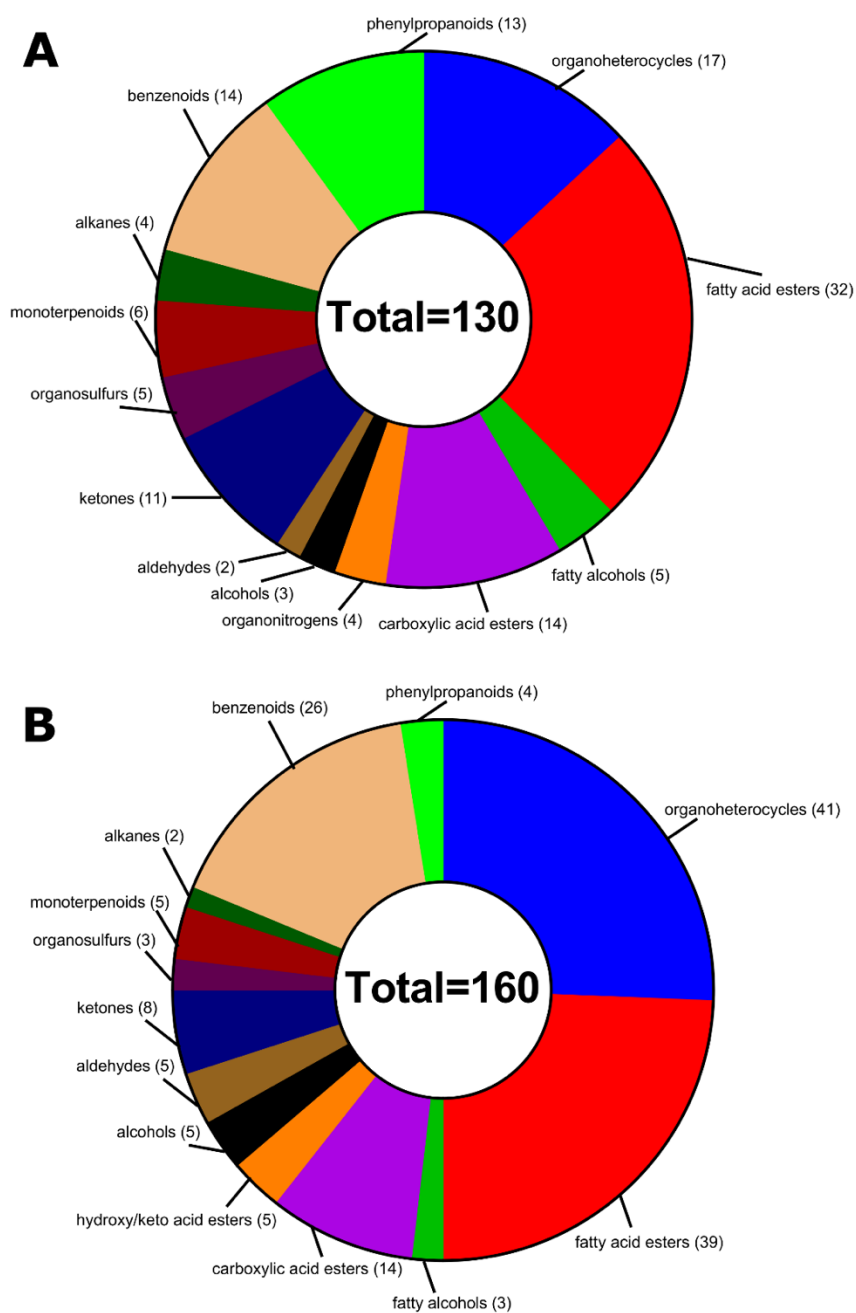 A
phenylpropanoids (13)
organoheterocycles (17)
benzenoids (14)
alkanes (4)
fatty acid esters (32)
monoterpenoids (6)
Total=130
organosulfurs (5)
ketones (11)
aldehydes (2)
fatty alcohols (5)
alcohols (3)
organonitrogens (4)
carboxylic acid esters (14)
B
phenylpropanoids (4)
benzenoids (26)
organoheterocycles (41)
alkanes (2)
monoterpenoids (5)
organosulfurs (3)
Total=160
ketones (8)
aldehydes (5)
alcohols (5)
hydroxy/keto acid esters (5)
fatty acid esters (39)
carboxylic acid esters (14)
fatty alcohols (3)